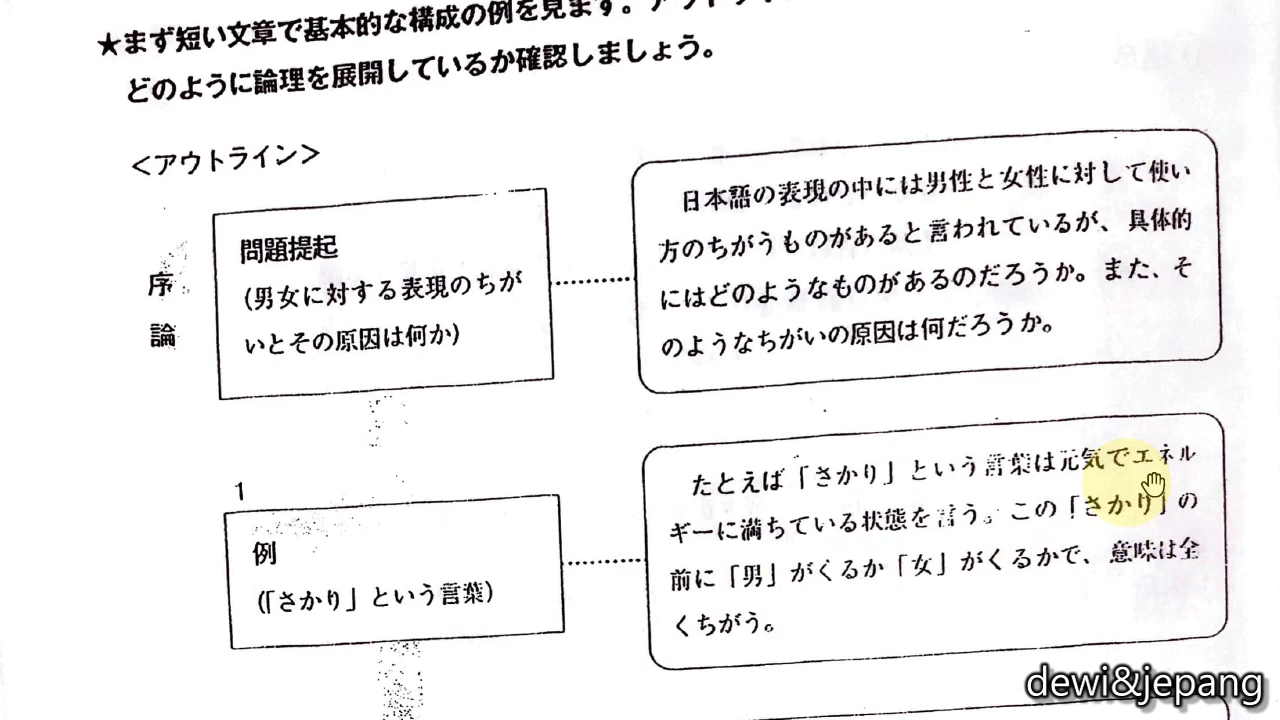 ★まず短い文章で基本的な構成の例を見ます。
どのように論理を展開しているか確認しましょう。
<アウトライン>
序論
問題提起
(男女に対する表現のちが
いとその原因は何か)
日本語の表現の中には男性と女性に対して使い
方のちがうものがあると言われているが、具体的
にはどのようなものがあるのだろうか。また、そ
のようなちがいの原因は何だろうか。
1
例
(「さかり」という言葉)
たとえば「さかり」という言葉は元気でエネル
ギーに満ちている状態を言う。この「さかり」の
前に「男」がくるか「女」がくるかで、意味は全
くちがう。
dewi&jepang